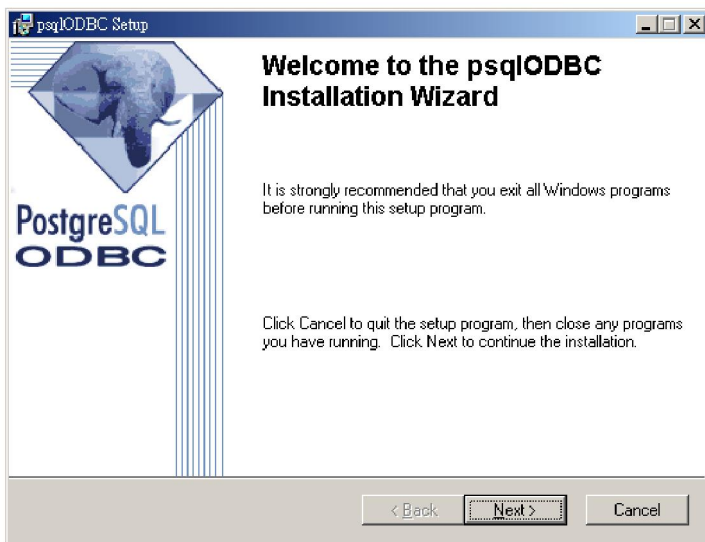 psqlODBC Setup
Welcome to the psqlODBC
Installation Wizard
It is strongly recommended that you exit all Windows programs
before running this setup program.
PostgreSQL
ODBC
Click Cancel to quit the setup program, then close any programs
you have running. Click Next to continue the installation.
< Back
Next >
Cancel